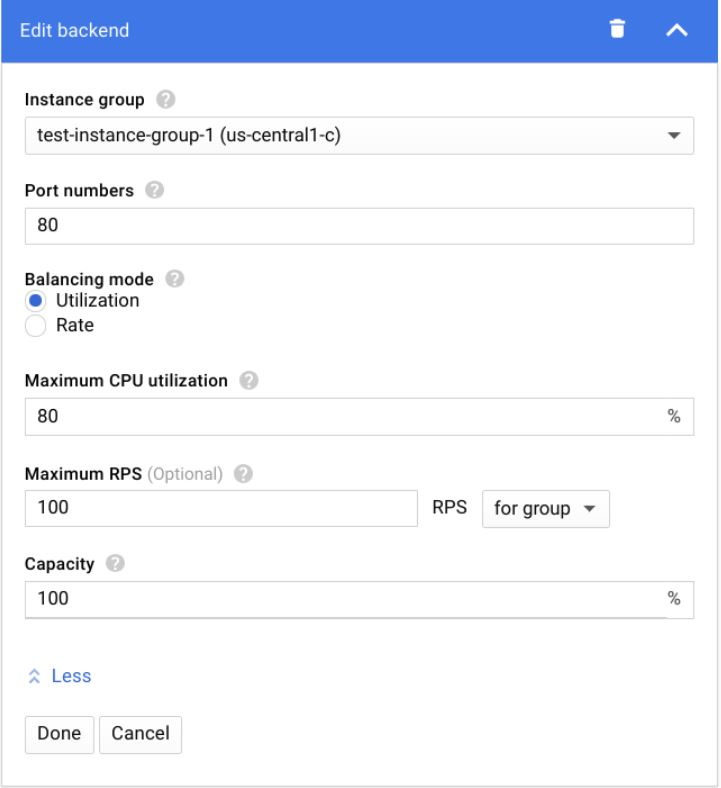 Edit backend
Instance group ?
test-instance-group-1 (us-central1-c)
Port numbers ?
80
Balancing mode ?
Utilization
Rate
Maximum CPU utilization ?
80 %
Maximum RPS (Optional) ?
100 RPS for group
Capacity ?
100 %
Less
Done Cancel